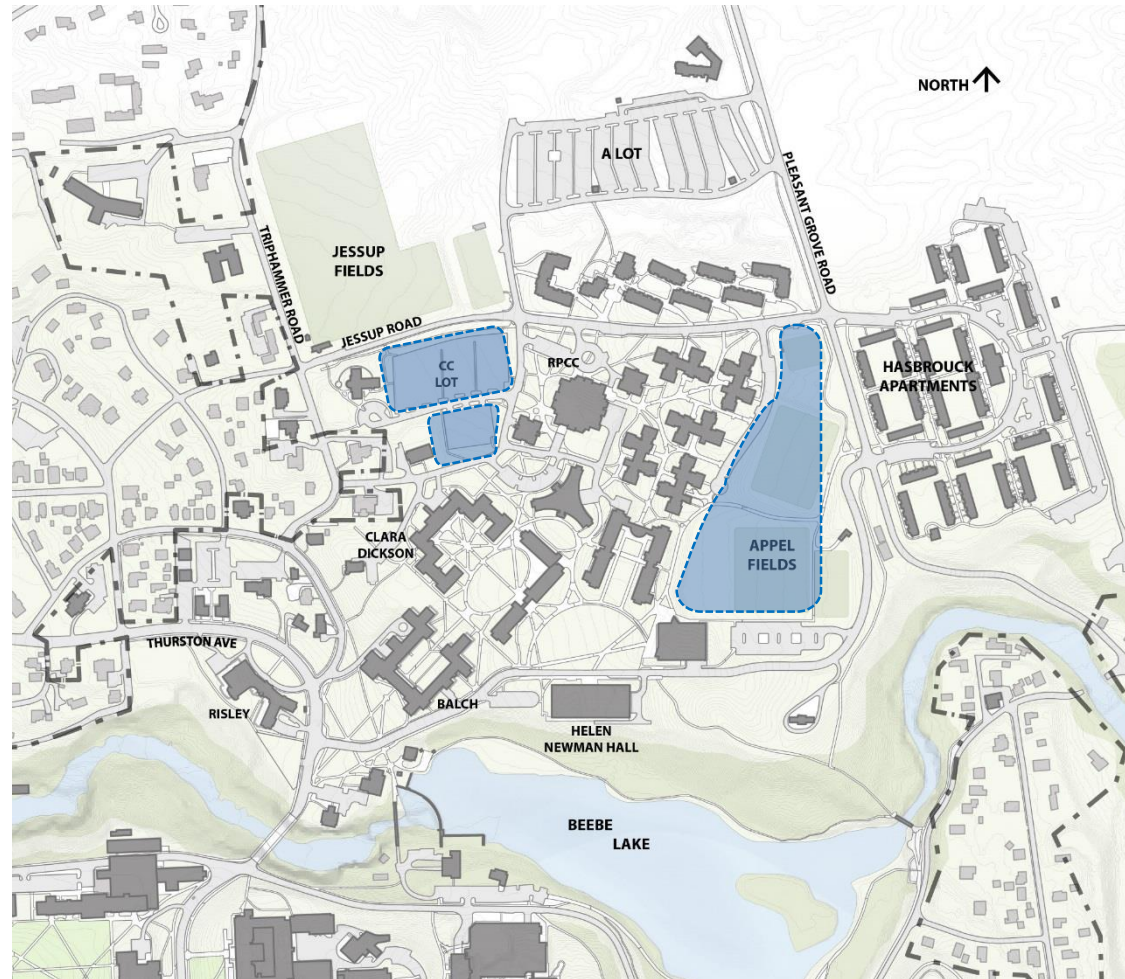 NORTH
A LOT
PLEASANT GROVE ROAD
TRIPHAMMER ROAD
JESSUP
FIELDS
JESSUP ROAD
CC
LOT
RPCC
HASBROUCK
APARTMENTS
CLARA
DICKSON
APPEL
FIELDS
THURSTON AVE
RISLEY
BALCH
HELEN
NEWMAN HALL
BEEBE
LAKE